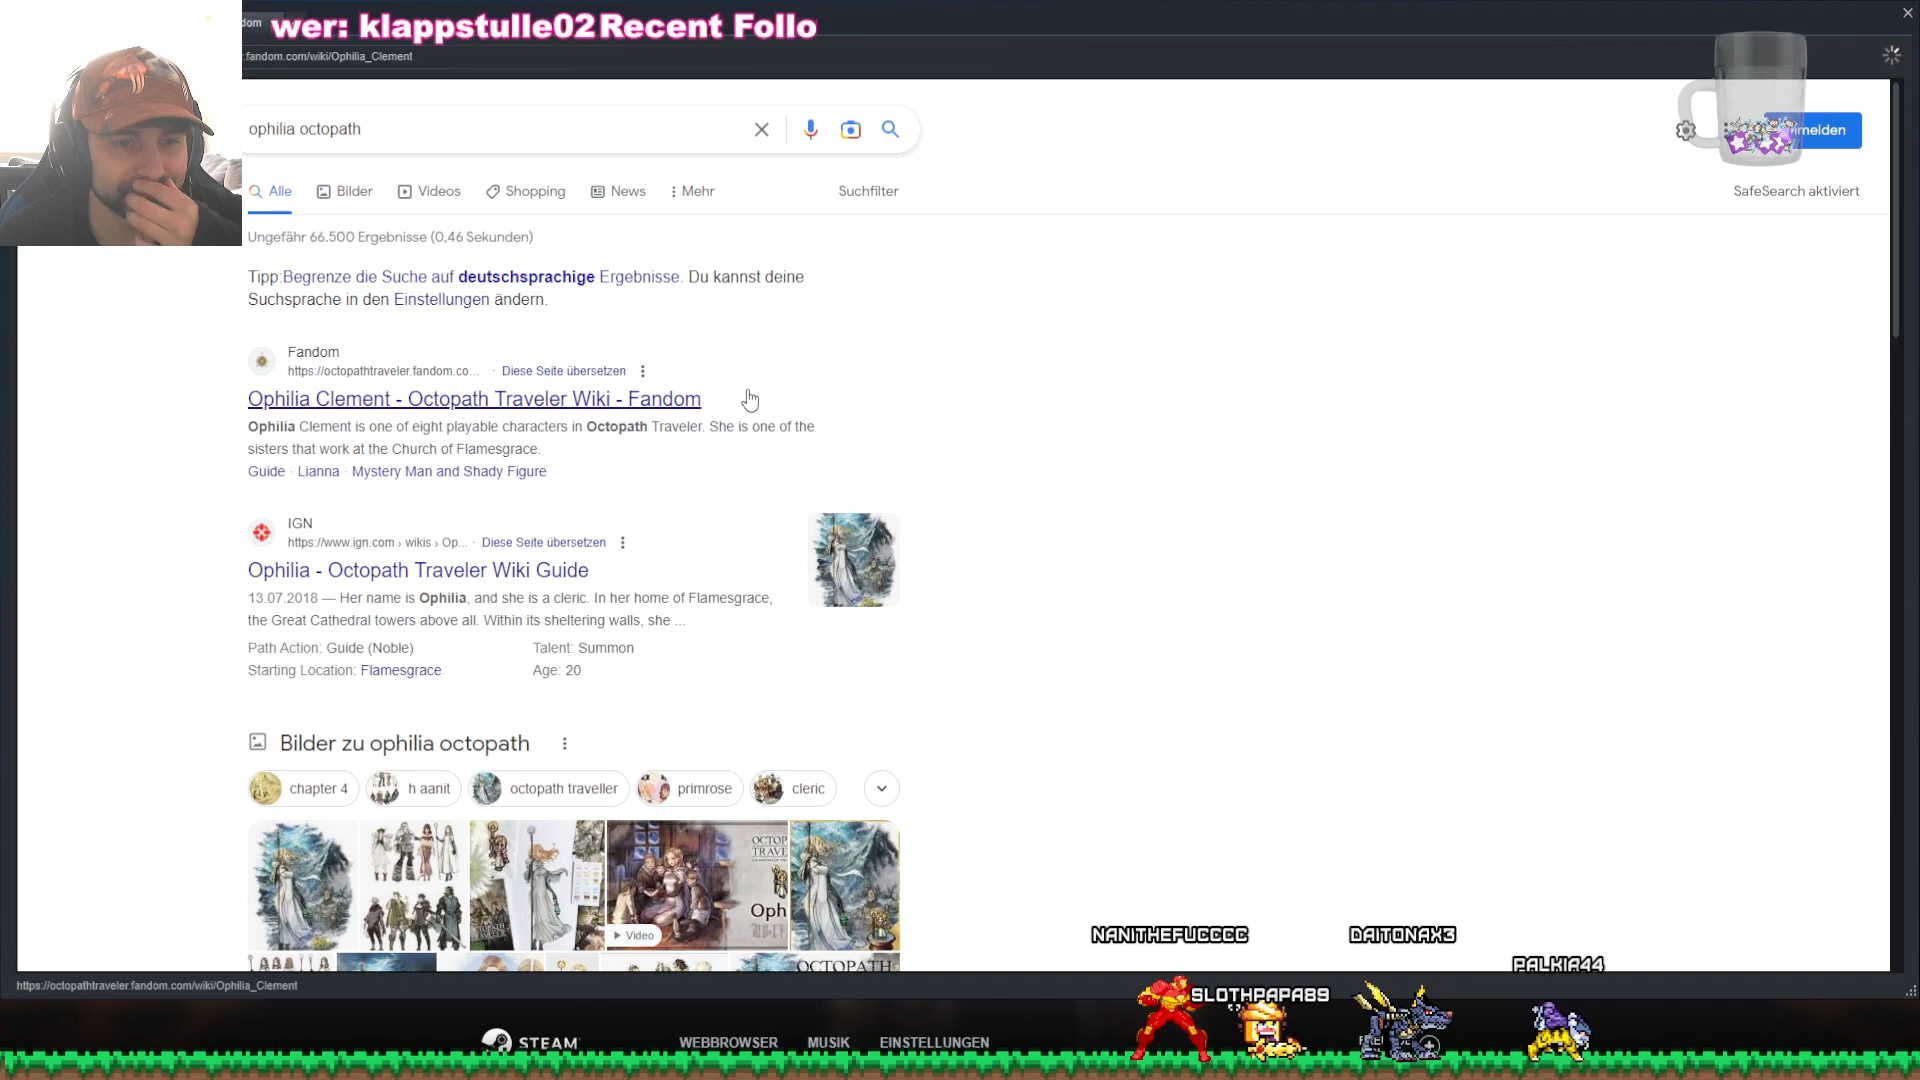 dom
wer: klappstulle02Recent Follo
.fandom.com/wiki/Ophilia_Clement
ophilia octopath
melden
Alle
Bilder
Videos
Shopping
News
Mehr
Suchfilter
SafeSearch aktiviert
Ungefähr 66.500 Ergebnisse (0,46 Sekunden)
Tipp:Begrenze die Suche auf deutschsprachige Ergebnisse. Du kannst deine
Suchsprache in den Einstellungen ändern.
Fandom
https://octopathtraveler.fandom.co... · Diese Seite übersetzen
Ophilia Clement - Octopath Traveler Wiki - Fandom
Ophilia Clement is one of eight playable characters in Octopath Traveler. She is one of the
sisters that work at the Church of Flamesgrace.
Guide · Lianna · Mystery Man and Shady Figure
IGN
https://www.ign.com › wikis › Op... · Diese Seite übersetzen
Ophilia - Octopath Traveler Wiki Guide
13.07.2018 — Her name is Ophilia, and she is a cleric. In her home of Flamesgrace,
the Great Cathedral towers above all. Within its sheltering walls, she ...
Path Action: Guide (Noble)
Talent: Summon
Starting Location: Flamesgrace
Age: 20
Bilder zu ophilia octopath
chapter 4
h aanit
octopath traveller
primrose
cleric
OCTOP
TRAVE
Oph
Video
OCTOPATH
NANITHEFUCCCC
DAITONAX3
PALKIA44
https://octopathtraveler.fandom.com/wiki/Ophilia_Clement
SLOTHPAPA89
STEAM
WEBBROWSER
MUSIK
EINSTELLUNGEN